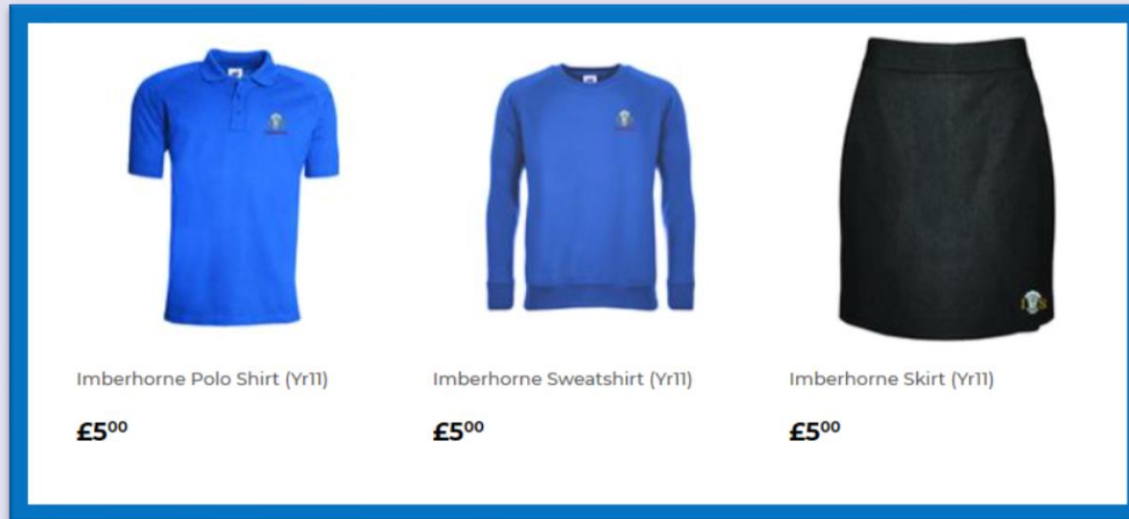 Imberhorne Polo Shirt (Yr11)
£5⁰⁰
Imberhorne Sweatshirt (Yr11)
£5⁰⁰
Imberhorne Skirt (Yr11)
£5⁰⁰